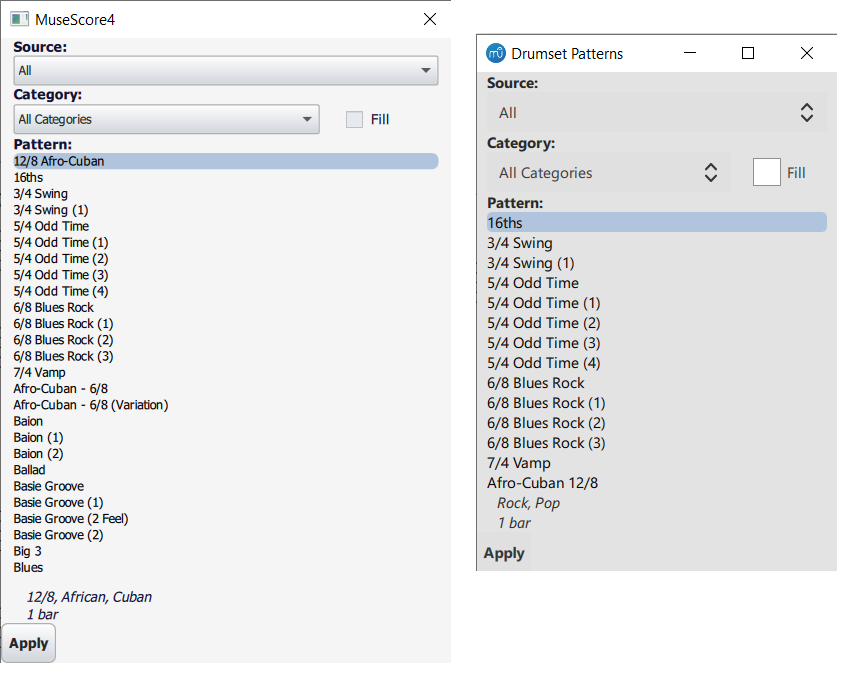 MuseScore4
Source:
All
Category:
All Categories
Fill
Pattern:
12/8 Afro-Cuban
16ths
3/4 Swing
3/4 Swing (1)
5/4 Odd Time
5/4 Odd Time (1)
5/4 Odd Time (2)
5/4 Odd Time (3)
5/4 Odd Time (4)
6/8 Blues Rock
6/8 Blues Rock (1)
6/8 Blues Rock (2)
6/8 Blues Rock (3)
7/4 Vamp
Afro-Cuban - 6/8
Afro-Cuban - 6/8 (Variation)
Baion
Baion (1)
Baion (2)
Ballad
Basie Groove
Basie Groove (1)
Basie Groove (2 Feel)
Basie Groove (2)
Big 3
Blues
12/8, African, Cuban
1 bar
Apply
mü Drumset Patterns
Source:
All
Category:
All Categories
Fill
Pattern:
16ths
3/4 Swing
3/4 Swing (1)
5/4 Odd Time
5/4 Odd Time (1)
5/4 Odd Time (2)
5/4 Odd Time (3)
5/4 Odd Time (4)
6/8 Blues Rock
6/8 Blues Rock (1)
6/8 Blues Rock (2)
6/8 Blues Rock (3)
7/4 Vamp
Afro-Cuban 12/8
Rock, Pop
1 bar
Apply